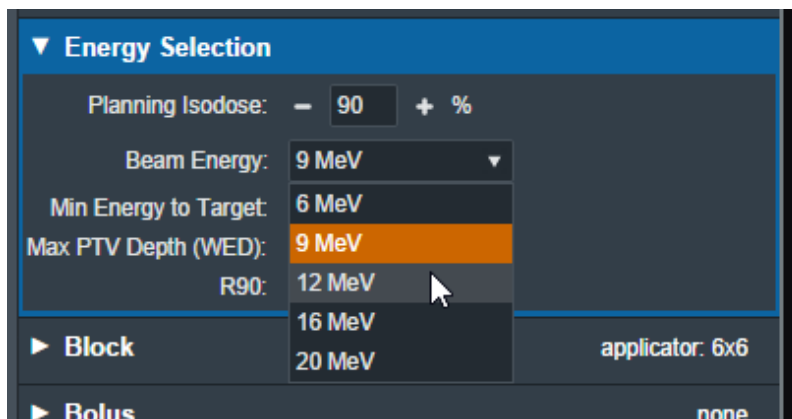 ▼ Energy Selection
Planning Isodose: − 90 + %
Beam Energy: 9 MeV ▼
Min Energy to Target: 6 MeV
Max PTV Depth (WED): 9 MeV
R90: 12 MeV
16 MeV
► Block applicator: 6x6
20 MeV
► Bolus none